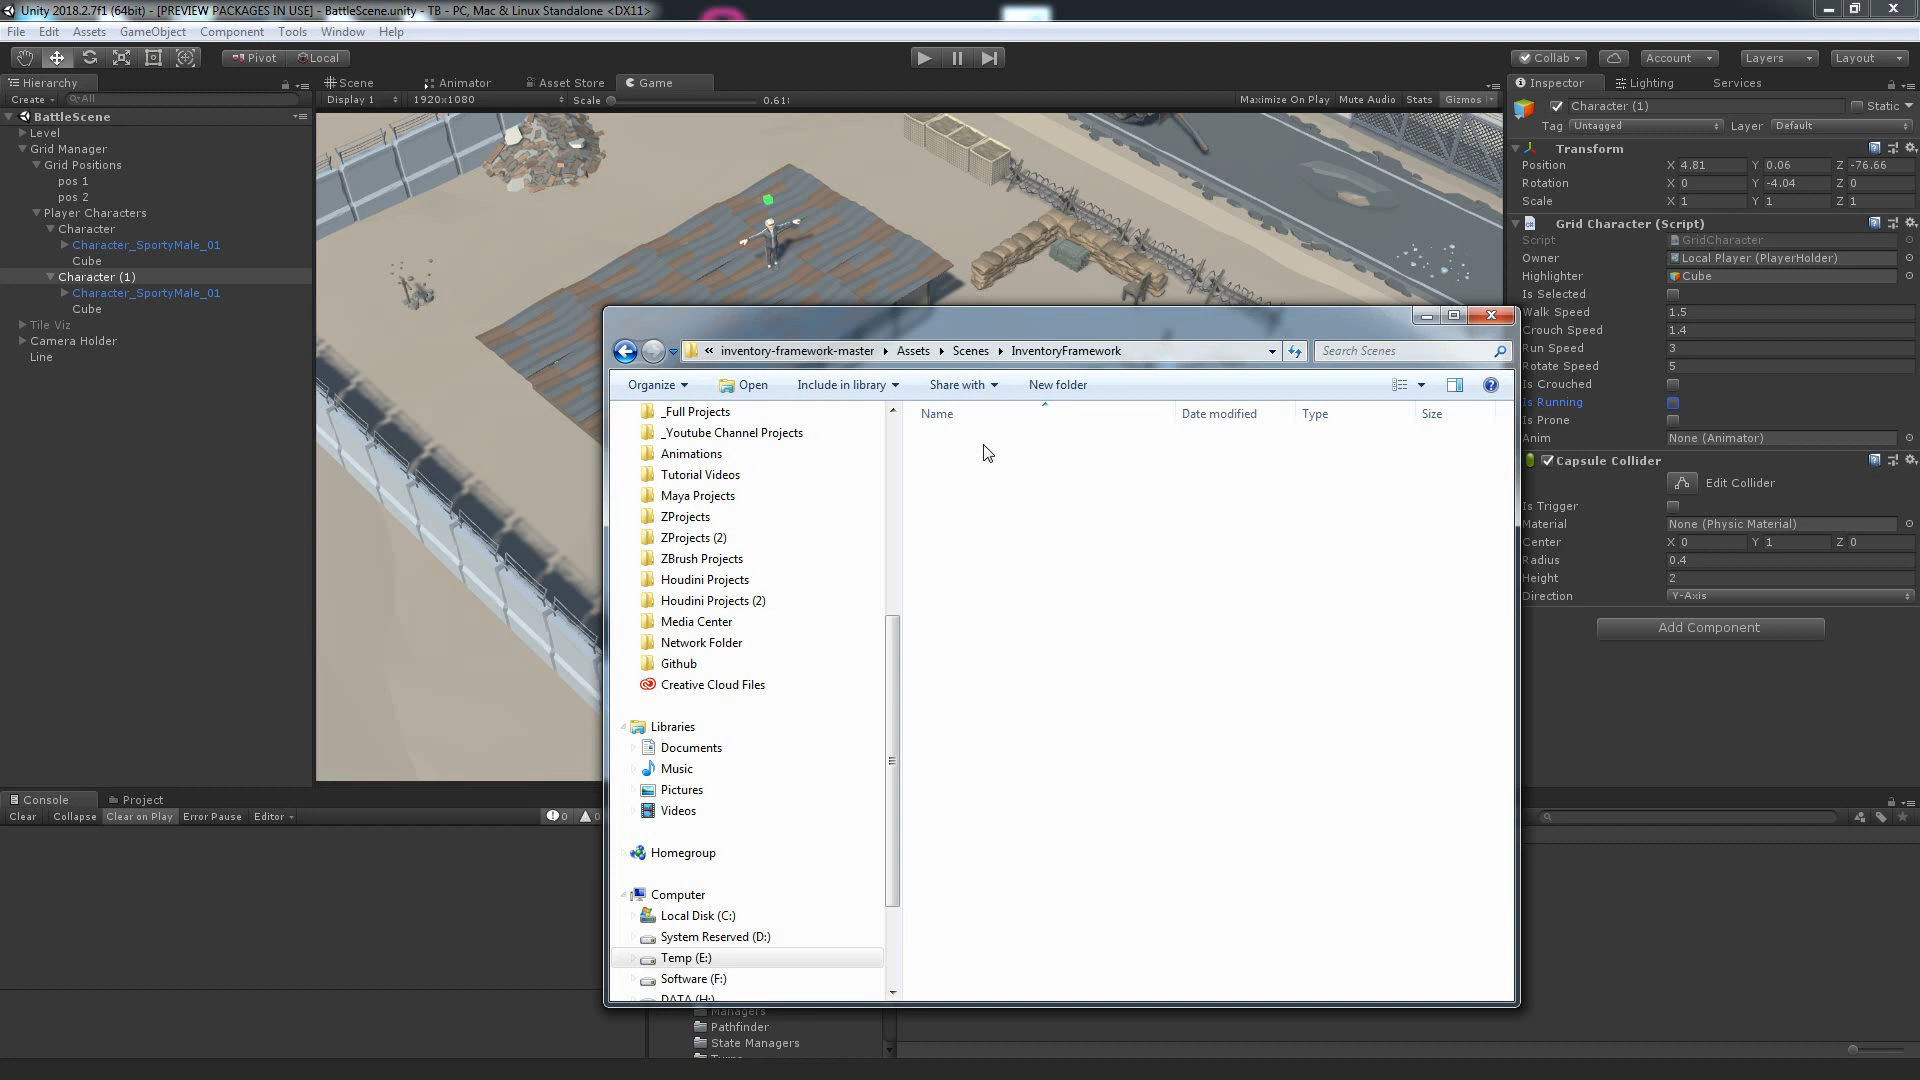 Unity 2018.2.7f1 (64bit) - [PREVIEW PACKAGES IN USE] - BattleScene.unity - TB - PC, Mac & Linux Standalone <DX11>
File Edit Assets GameObject Component Tools Window Help
Pivot Local Collab Account Layers Layout
Hierarchy Scene Animator Asset Store Game Inspector Lighting Services
Create All Display 1 1920x1080 Scale 0.61 Maximize On Play Mute Audio Stats Gizmos
Character (1) Static
Tag Untagged Layer Default
BattleScene
Level
Grid Manager
Grid Positions
pos 1
pos 2
Player Characters
Character
Character_SportyMale_01
Cube
Character (1)
Character_SportyMale_01
Cube
Tile Viz
Camera Holder
Line
Transform
Position X 4.81 Y 0.06 Z -76.66
Rotation X 0 Y -4.04 Z 0
Scale X 1 Y 1 Z 1
Grid Character (Script)
Script GridCharacter
Owner Local Player (PlayerHolder)
Highlighter Cube
Is Selected
Walk Speed 1.5
Crouch Speed 1.4
Run Speed 3
Rotate Speed 5
Is Crouched
Is Running
Is Prone
Anim None (Animator)
Capsule Collider
Edit Collider
Is Trigger
Material None (Physic Material)
Center X 0 Y 1 Z 0
Radius 0.4
Height 2
Direction Y-Axis
Add Component
« inventory-framework-master Assets Scenes InventoryFramework Search Scenes
Organize Open Include in library Share with New folder
Name Date modified Type Size
_Full Projects
_Youtube Channel Projects
Animations
Tutorial Videos
Maya Projects
ZProjects
ZProjects (2)
ZBrush Projects
Houdini Projects
Houdini Projects (2)
Media Center
Network Folder
Github
Creative Cloud Files
Libraries
Documents
Music
Pictures
Videos
Homegroup
Computer
Local Disk (C:)
System Reserved (D:)
Temp (E:)
Software (F:)
DATA (H:)
Console Project
Clear Collapse Clear on Play Error Pause Editor 0 0
Managers
Pathfinder
State Managers